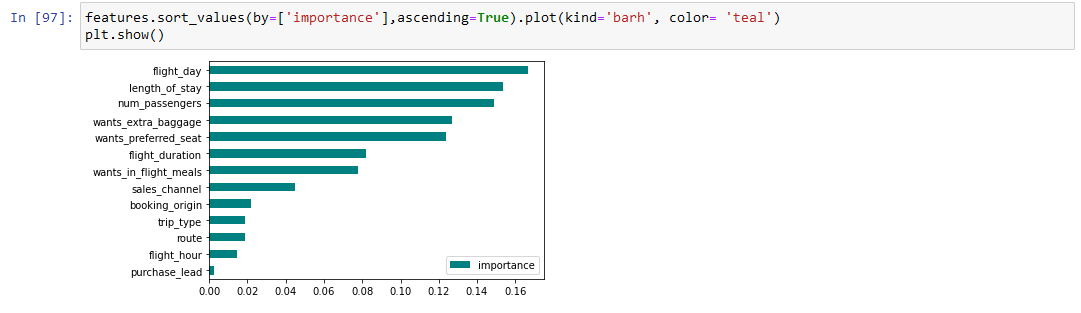 In [97]: features.sort_values(by=['importance'],ascending=True).plot(kind='barh', color= 'teal')
plt.show()
flight_day
length_of_stay
num_passengers
wants_extra_baggage
wants_preferred_seat
flight_duration
wants_in_flight_meals
sales_channel
booking_origin
trip_type
route
flight_hour
purchase_lead
importance
0.00 0.02 0.04 0.06 0.08 0.10 0.12 0.14 0.16